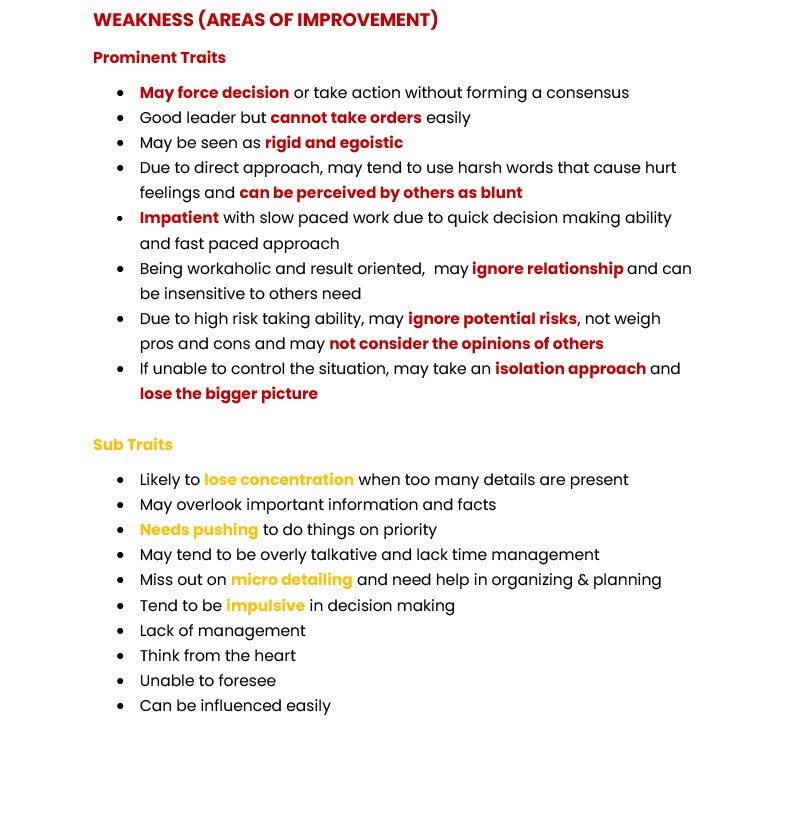 WEAKNESS (AREAS OF IMPROVEMENT)
Prominent Traits
• May force decision or take action without forming a consensus
• Good leader but cannot take orders easily
• May be seen as rigid and egoistic
• Due to direct approach, may tend to use harsh words that cause hurt
feelings and can be perceived by others as blunt
• Impatient with slow paced work due to quick decision making ability
and fast paced approach
• Being workaholic and result oriented,  may ignore relationship and can
be insensitive to others need
• Due to high risk taking ability, may ignore potential risks, not weigh
pros and cons and may not consider the opinions of others
• If unable to control the situation, may take an isolation approach and
lose the bigger picture
Sub Traits
• Likely to lose concentration when too many details are present
• May overlook important information and facts
• Needs pushing to do things on priority
• May tend to be overly talkative and lack time management
• Miss out on micro detailing and need help in organizing & planning
• Tend to be impulsive in decision making
• Lack of management
• Think from the heart
• Unable to foresee
• Can be influenced easily